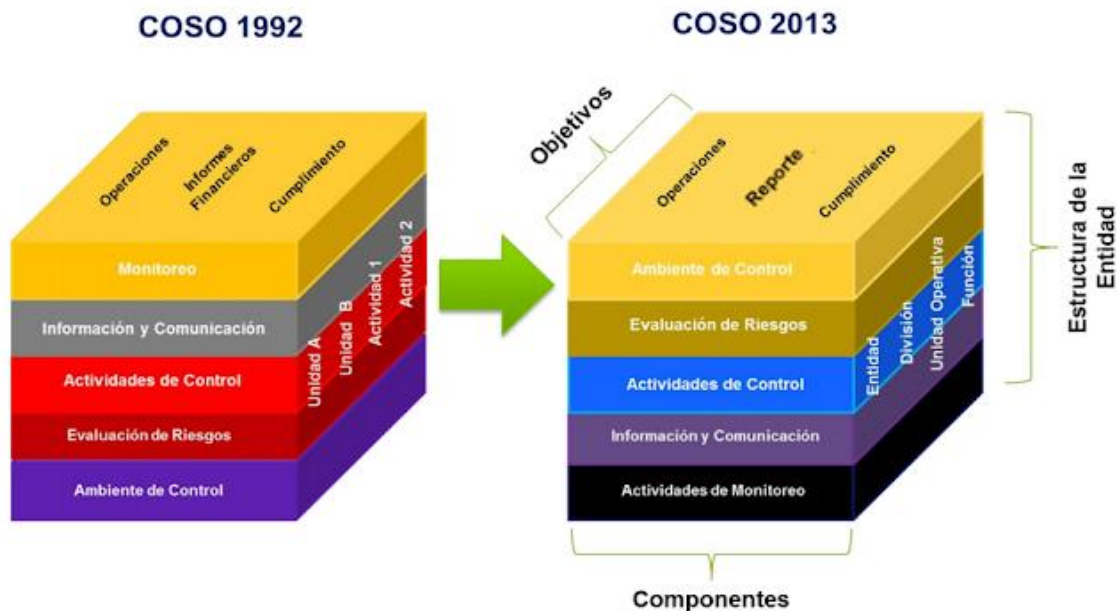 COSO 1992
COSO 2013
Operaciones
Informes
Financieros
Cumplimiento
Monitoreo
Información y Comunicación
Actividades de Control
Evaluación de Riesgos
Ambiente de Control
Unidad A
Unidad B
Actividad 1
Actividad 2
Objetivos
Operaciones
Reporte
Cumplimiento
Ambiente de Control
Evaluación de Riesgos
Actividades de Control
Información y Comunicación
Actividades de Monitoreo
Entidad
División
Unidad Operativa
Función
Estructura de la
Entidad
Componentes